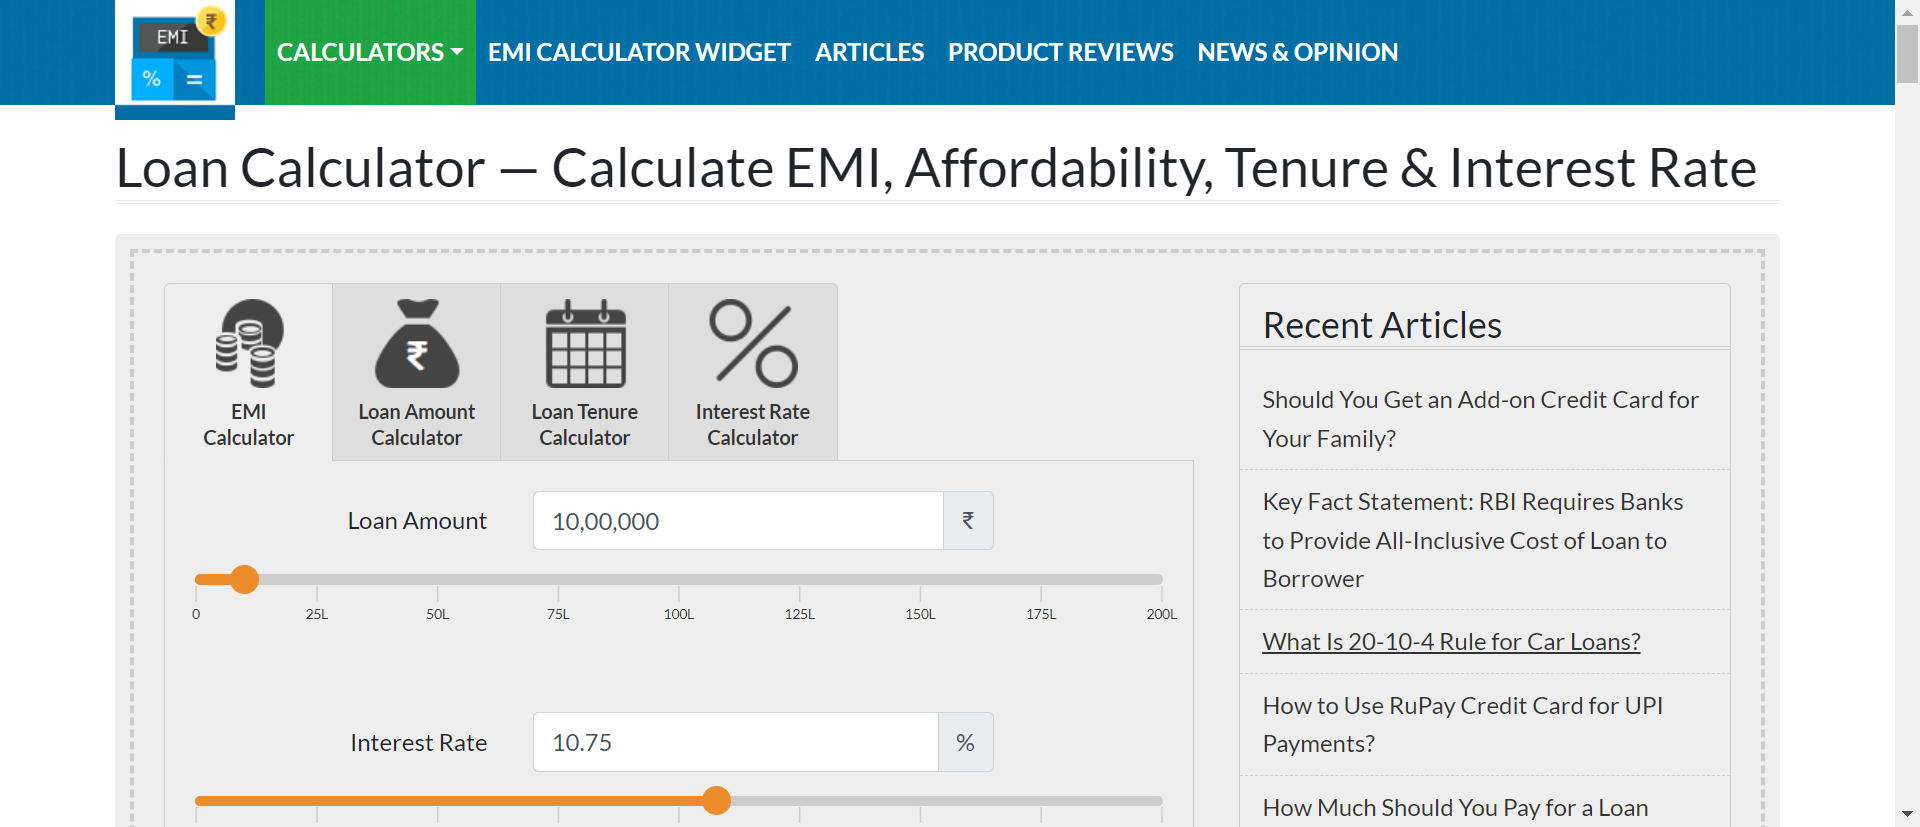 EMI
₹
%
=
CALCULATORS
EMI CALCULATOR WIDGET
ARTICLES
PRODUCT REVIEWS
NEWS & OPINION
Loan Calculator — Calculate EMI, Affordability, Tenure & Interest Rate
EMI
Calculator
₹
Loan Amount
Calculator
Loan Tenure
Calculator
Interest Rate
Calculator
Loan Amount
10,00,000
₹
0
25L
50L
75L
100L
125L
150L
175L
200L
Interest Rate
10.75
%
Recent Articles
Should You Get an Add-on Credit Card for
Your Family?
Key Fact Statement: RBI Requires Banks
to Provide All-Inclusive Cost of Loan to
Borrower
What Is 20-10-4 Rule for Car Loans?
How to Use RuPay Credit Card for UPI
Payments?
How Much Should You Pay for a Loan